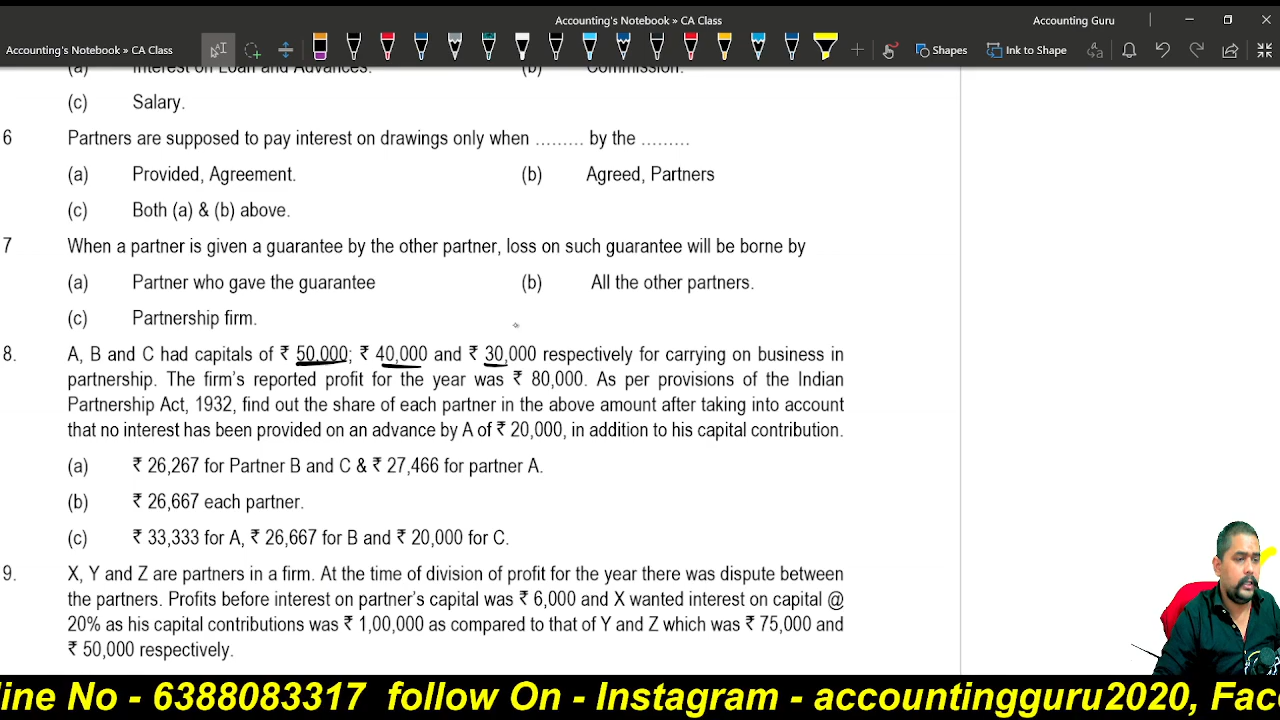 Accounting's Notebook » CA Class
Accounting Guru
Accounting's Notebook » CA Class
Shapes
Ink to Shape
(a) Interest on Loan and Advances. (b) Commission.
(c) Salary.
6 Partners are supposed to pay interest on drawings only when ......... by the .........
(a) Provided, Agreement. (b) Agreed, Partners
(c) Both (a) & (b) above.
7 When a partner is given a guarantee by the other partner, loss on such guarantee will be borne by
(a) Partner who gave the guarantee (b) All the other partners.
(c) Partnership firm.
8. A, B and C had capitals of ₹ 50,000; ₹ 40,000 and ₹ 30,000 respectively for carrying on business in
partnership. The firm's reported profit for the year was ₹ 80,000. As per provisions of the Indian
Partnership Act, 1932, find out the share of each partner in the above amount after taking into account
that no interest has been provided on an advance by A of ₹ 20,000, in addition to his capital contribution.
(a) ₹ 26,267 for Partner B and C & ₹ 27,466 for partner A.
(b) ₹ 26,667 each partner.
(c) ₹ 33,333 for A, ₹ 26,667 for B and ₹ 20,000 for C.
9. X, Y and Z are partners in a firm. At the time of division of profit for the year there was dispute between
the partners. Profits before interest on partner's capital was ₹ 6,000 and X wanted interest on capital @
20% as his capital contributions was ₹ 1,00,000 as compared to that of Y and Z which was ₹ 75,000 and
₹ 50,000 respectively.
line No - 6388083317 follow On - Instagram - accountingguru2020, Fac